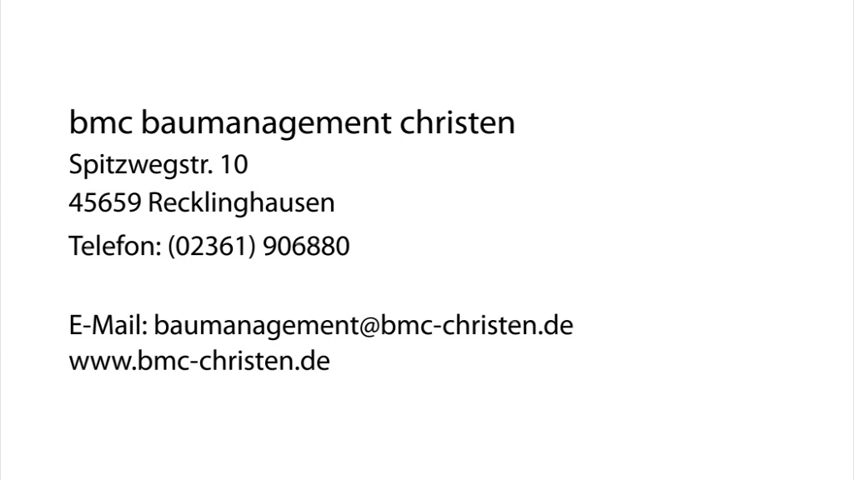 bmc baumanagement christen
Spitzwegstr. 10
45659 Recklinghausen
Telefon: (02361) 906880
E-Mail: baumanagement@bmc-christen.de
www.bmc-christen.de